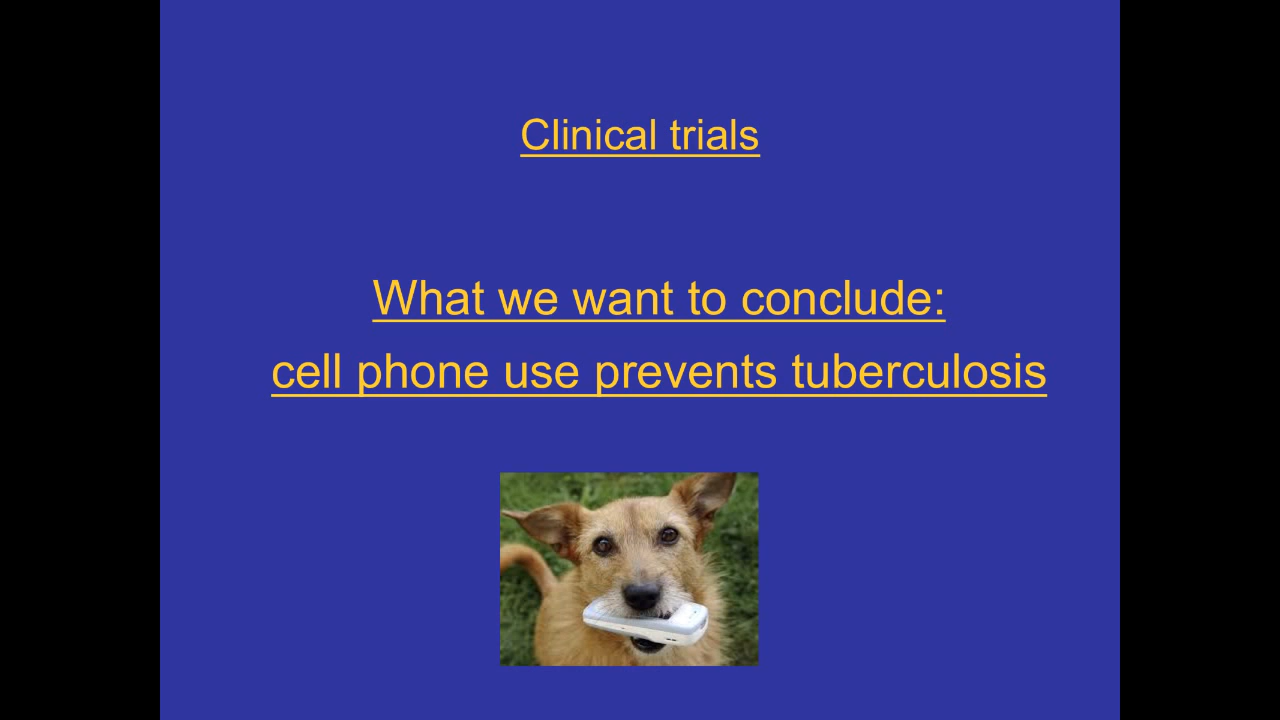 Clinical trials
What we want to conclude:
cell phone use prevents tuberculosis